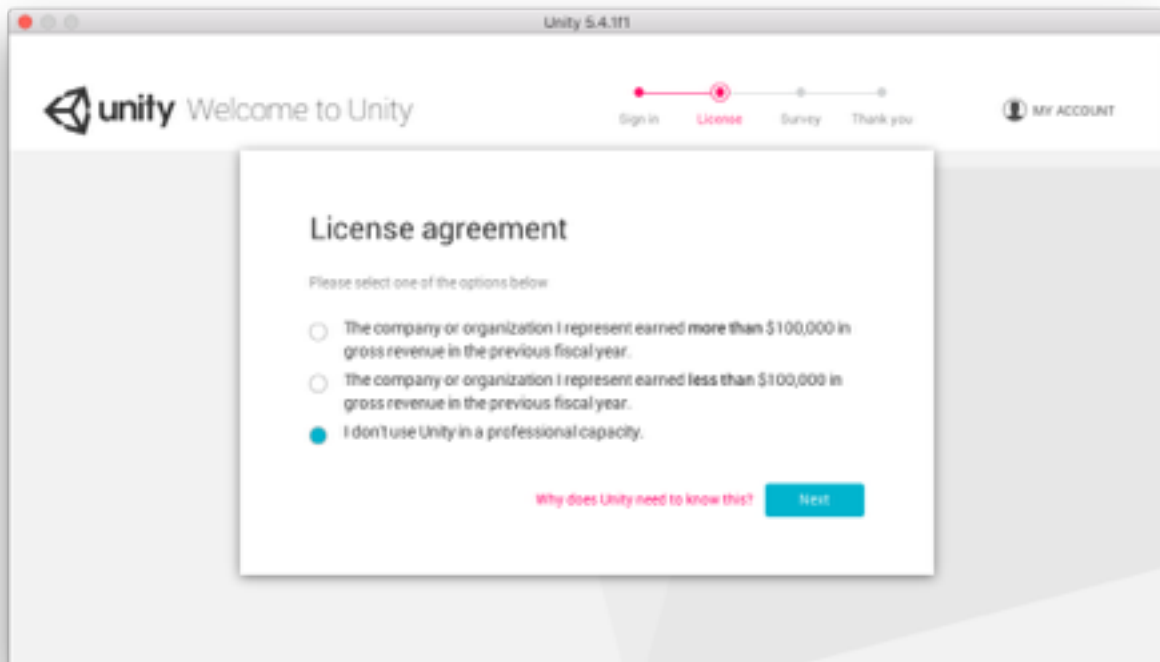 Unity 5.4.1f1
unity Welcome to Unity
Sign in License Survey Thank you
MY ACCOUNT
License agreement
Please select one of the options below
The company or organization I represent earned more than $100,000 in
gross revenue in the previous fiscal year.
The company or organization I represent earned less than $100,000 in
gross revenue in the previous fiscal year.
I don't use Unity in a professional capacity.
Why does Unity need to know this? Next